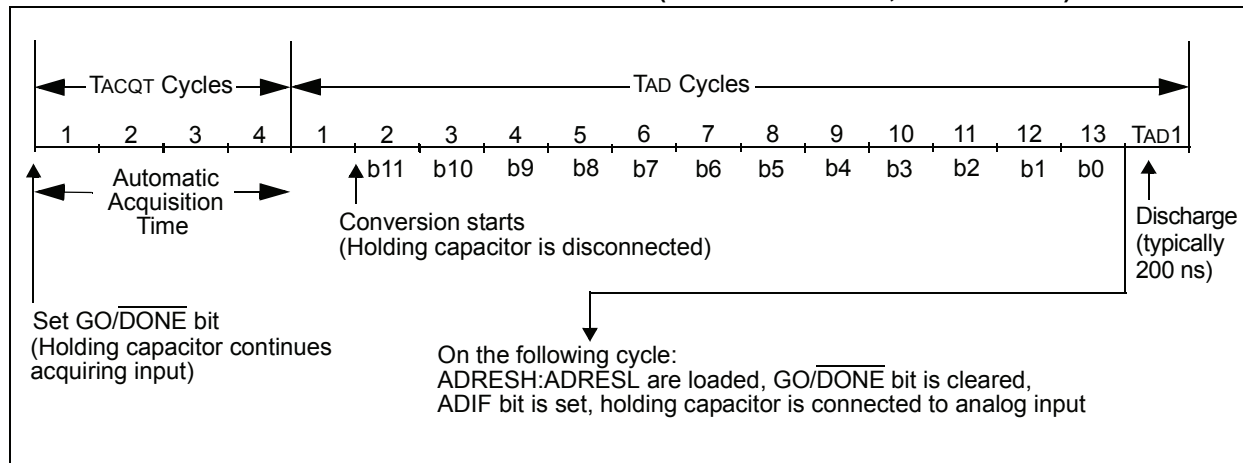 TACQT Cycles
TAD Cycles
1 2 3 4 1 2 3 4 5 6 7 8 9 10 11 12 13 TAD1
b11 b10 b9 b8 b7 b6 b5 b4 b3 b2 b1 b0
Automatic
Acquisition
Time
Conversion starts
(Holding capacitor is disconnected)
Discharge
(typically
200 ns)
Set GO/DONE bit
(Holding capacitor continues
acquiring input)
On the following cycle:
ADRESH:ADRESL are loaded, GO/DONE bit is cleared,
ADIF bit is set, holding capacitor is connected to analog input